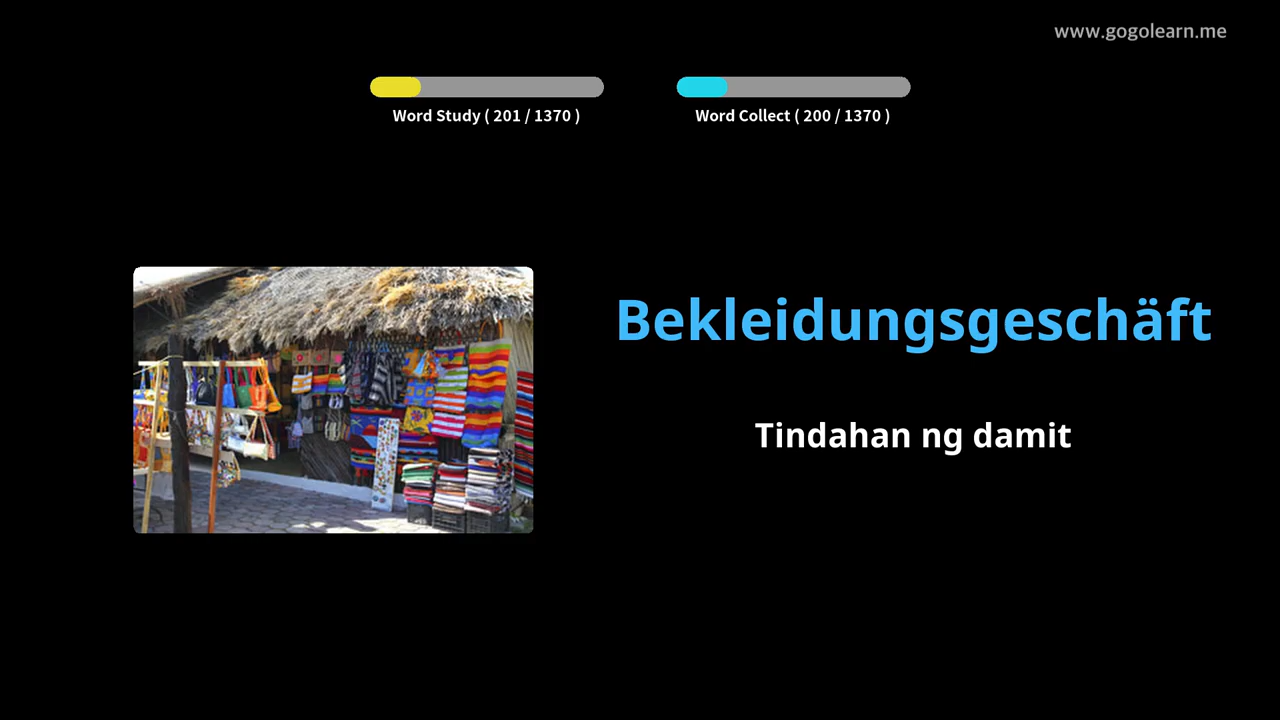 www.gogolearn.me
Word Study ( 201 / 1370 )
Word Collect ( 200 / 1370 )
Bekleidungsgeschäft
Tindahan ng damit